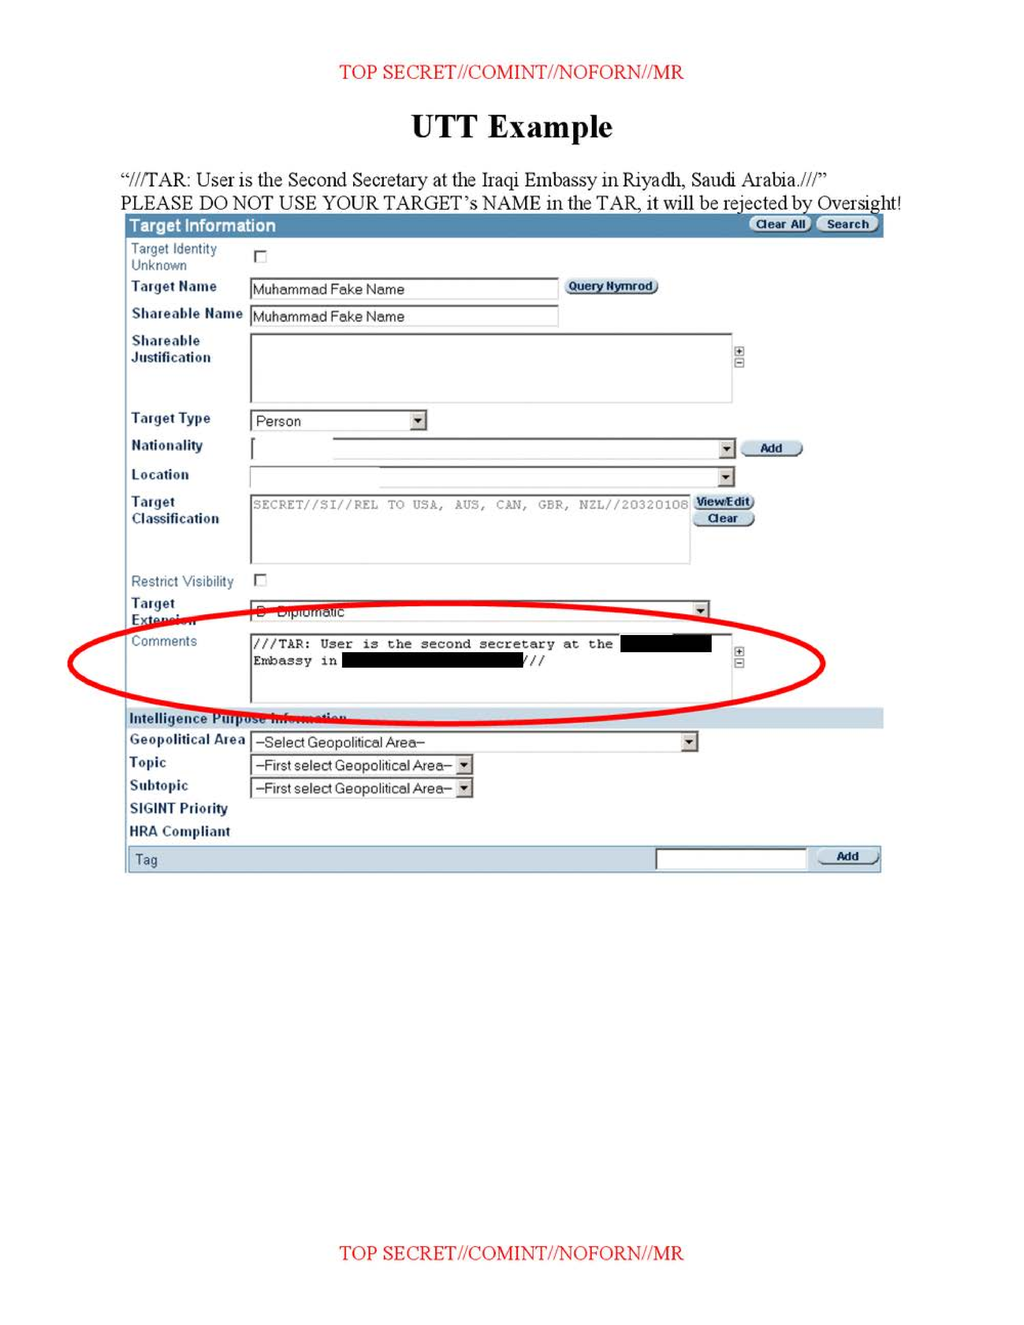 TOP SECRET//COMINT//NOFORN//MR
UTT Example
“///TAR: User is the Second Secretary at the Iraqi Embassy in Riyadh, Saudi Arabia.///”
PLEASE DO NOT USE YOUR TARGET’s NAME in the TAR, it will be rejected by Oversight!
Target Information Clear All Search
Target Identity
Unknown
Target Name Muhammad Fake Name Query Nymrod
Shareable Name Muhammad Fake Name
Shareable
Justification
Target Type Person
Nationality Add
Location
Target
Classification SECRET//SI//REL TO USA, AUS, CAN, GBR, NZL//20320108 View/Edit
Clear
Restrict Visibility
Target
Extension D - Diplomatic
Comments ///TAR: User is the second secretary at the
Embassy in ///
Intelligence Purpose Information
Geopolitical Area --Select Geopolitical Area--
Topic --First select Geopolitical Area--
Subtopic --First select Geopolitical Area--
SIGINT Priority
HRA Compliant
Tag Add
TOP SECRET//COMINT//NOFORN//MR